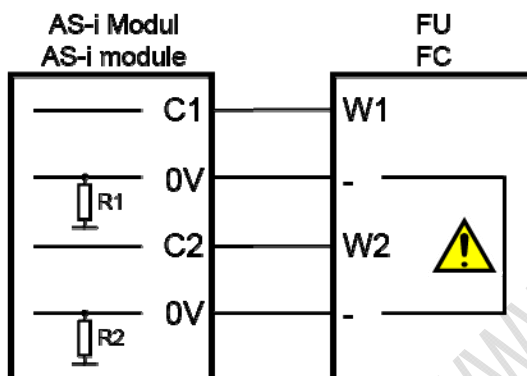 AS-i Modul FU
AS-i module FC
C1 W1
0V -
R1
C2 W2
0V -
R2